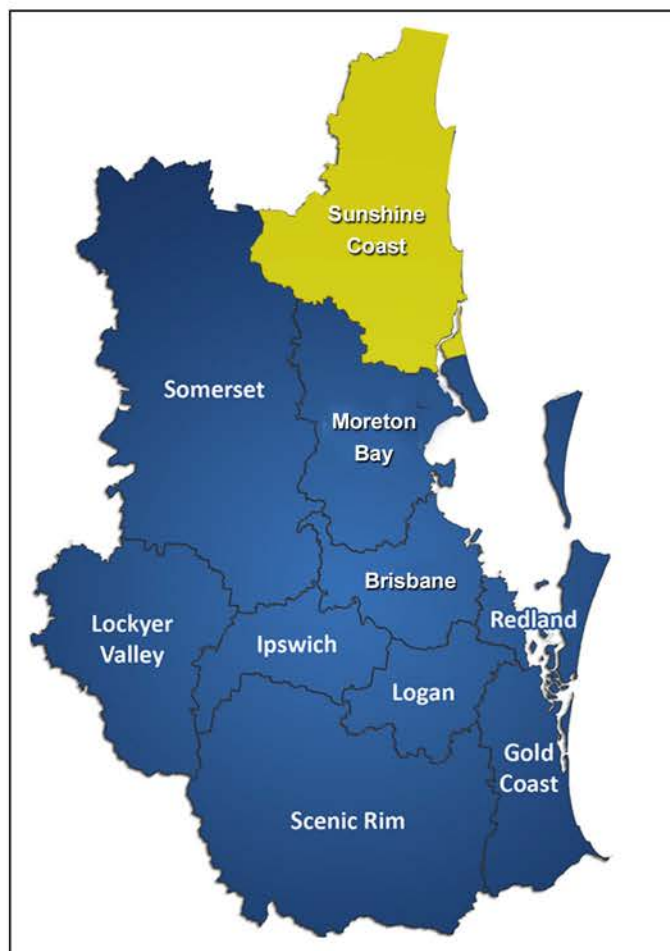 Sunshine
Coast
Somerset
Moreton
Bay
Brisbane
Redland
Lockyer
Valley
Ipswich
Logan
Gold
Coast
Scenic Rim